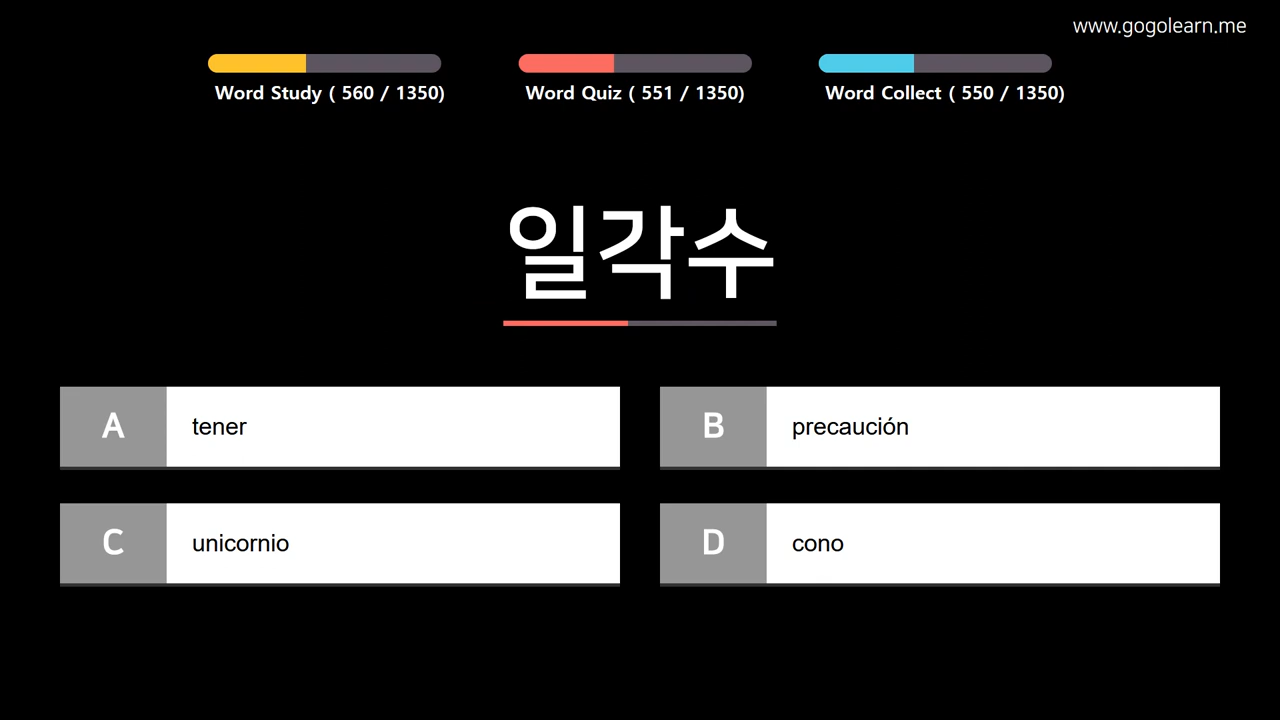 www.gogolearn.me
Word Study ( 560 / 1350)
Word Quiz ( 551 / 1350)
Word Collect ( 550 / 1350)
일각수
A tener
B precaución
C unicornio
D cono